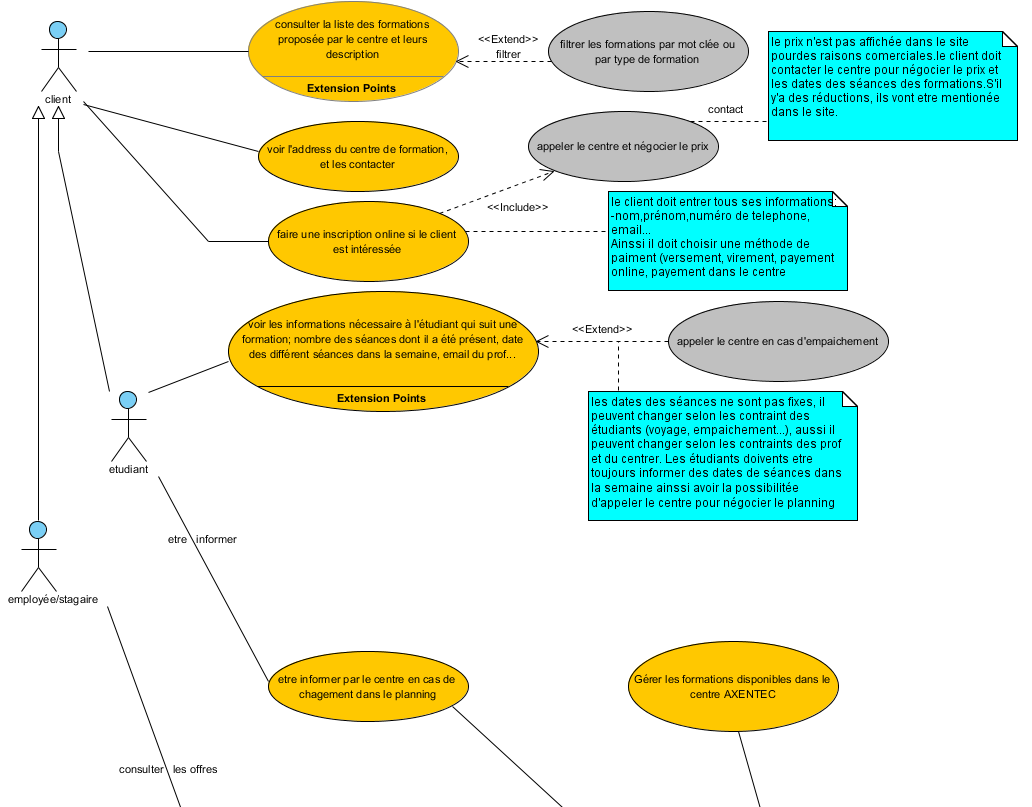 consulter la liste des formations
proposée par le centre et leurs
description
Extension Points
<<Extend>>
filtrer
filtrer les formations par mot clée ou
par type de formation
le prix n'est pas affichée dans le site
pourdes raisons comerciales.le client doit
contacter le centre pour négocier le prix et
les dates des séances des formations.S'il
y'a des réductions, ils vont etre mentionée
dans le site.
client
contact
voir l'address du centre de formation,
et les contacter
appeler le centre et négocier le prix
<<Include>>
faire une inscription online si le client
est intéressée
le client doit entrer tous ses informations:
-nom,prénom,numéro de telephone,
email...
Ainssi il doit choisir une méthode de
paiment (versement, virement, payement
online, payement dans le centre
voir les informations nécessaire à l'étudiant qui suit une
formation; nombre des séances dont il a été présent, date
des différent séances dans la semaine, email du prof...
Extension Points
<<Extend>>
appeler le centre en cas d'empaichement
les dates des séances ne sont pas fixes, il
peuvent changer selon les contraint des
étudiants (voyage, empaichement...), aussi il
peuvent changer selon les contraints des prof
et du centrer. Les étudiants doivents etre
toujours informer des dates de séances dans
la semaine ainssi avoir la possibilitée
d'appeler le centre pour négocier le planning
etudiant
etre informer
employée/stagaire
etre informer par le centre en cas de
chagement dans le planning
Gérer les formations disponibles dans le
centre AXENTEC
consulter les offres